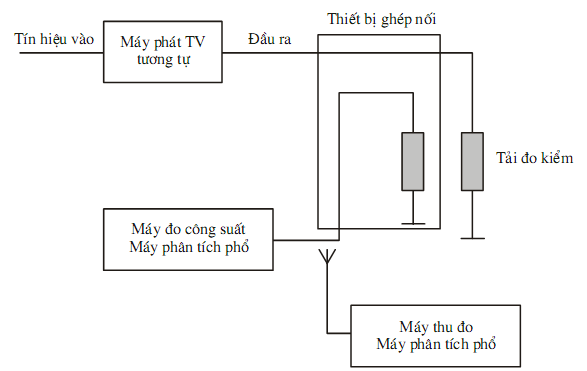 Thiết bị ghép nối
Tín hiệu vào
Máy phát TV
tương tự
Đầu ra
Tải đo kiểm
Máy đo công suất
Máy phân tích phổ
Máy thu đo
Máy phân tích phổ